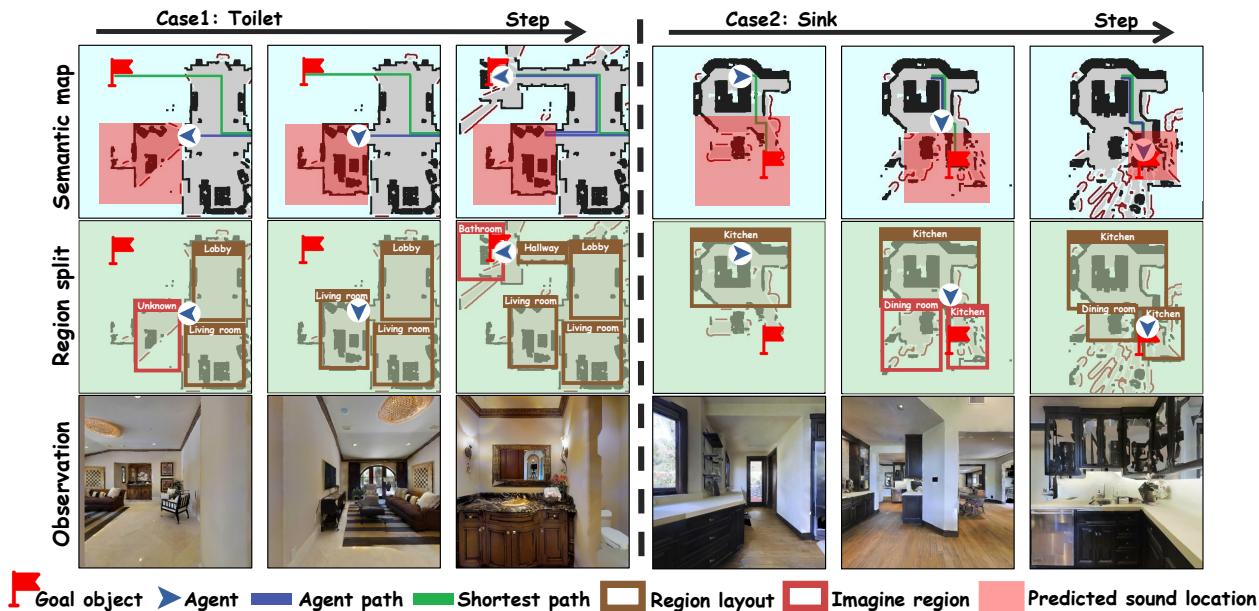 Case1: Toilet
Step
Case2: Sink
Step
Semantic map
Region split
Lobby
Unknown
Living room
Lobby
Living room
Living room
Bathroom
Hallway
Lobby
Living room
Living room
Kitchen
Kitchen
Dining room
Kitchen
Kitchen
Dining room
Kitchen
Observation
Goal object
Agent
Agent path
Shortest path
Region layout
Imagine region
Predicted sound location